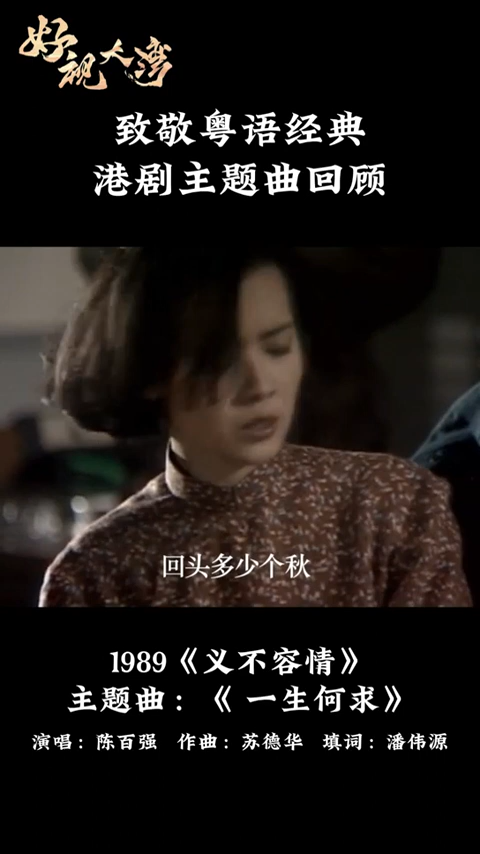 好视大湾
致敬粤语经典
港剧主题曲回顾
回头多少个秋
1989《义不容情》
主题曲：《 一生何求》
演唱：陈百强 作曲：苏德华 填词：潘伟源